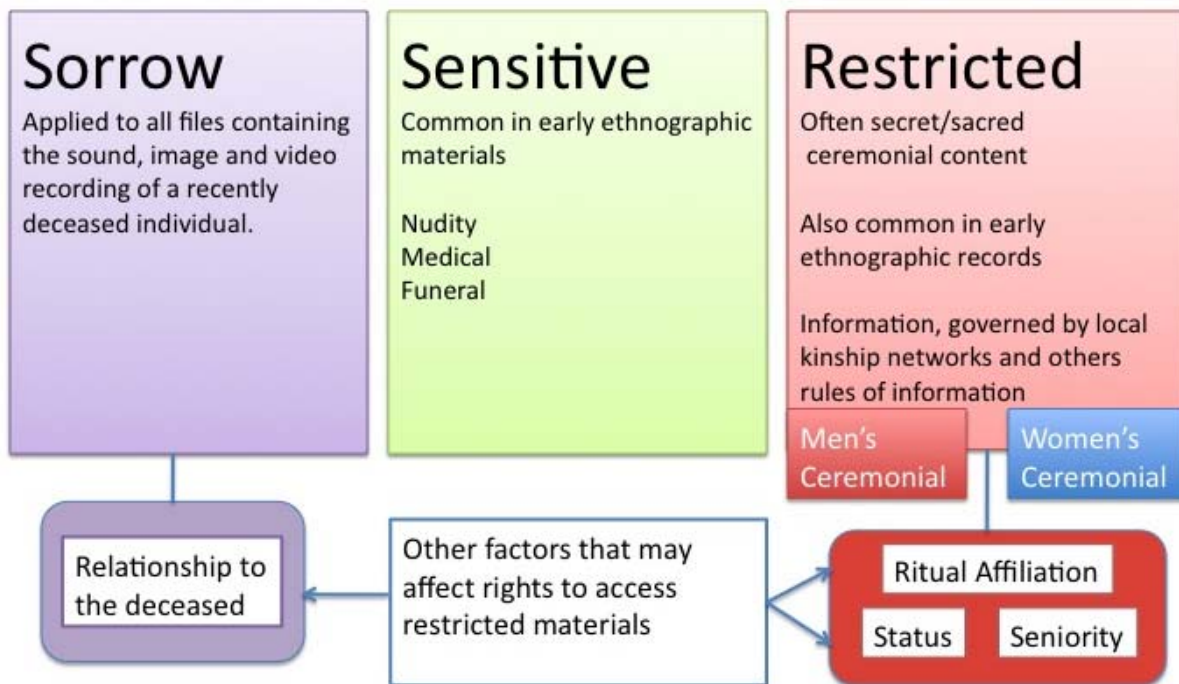 Sorrow
Applied to all files containing
the sound, image and video
recording of a recently
deceased individual.
Sensitive
Common in early ethnographic
materials
Nudity
Medical
Funeral
Restricted
Often secret/sacred
ceremonial content
Also common in early
ethnographic records
Information, governed by local
kinship networks and others
rules of information
Men's
Ceremonial
Women's
Ceremonial
Relationship to
the deceased
Other factors that may
affect rights to access
restricted materials
Ritual Affiliation
Status
Seniority